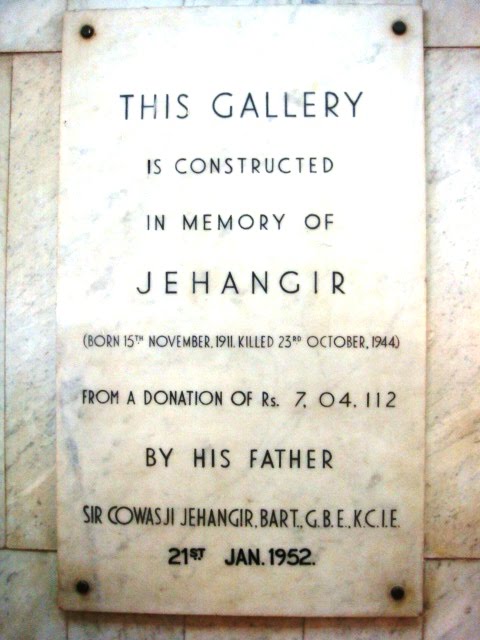 THIS GALLERY
IS CONSTRUCTED
IN MEMORY OF
JEHANGIR
(BORN 15TH NOVEMBER, 1911. KILLED 23RD OCTOBER, 1944)
FROM A DONATION OF Rs. 7, 04, 112
BY HIS FATHER
SIR COWASJI JEHANGIR, BART., G.B.E., K.C.I.E.
21ST JAN. 1952.